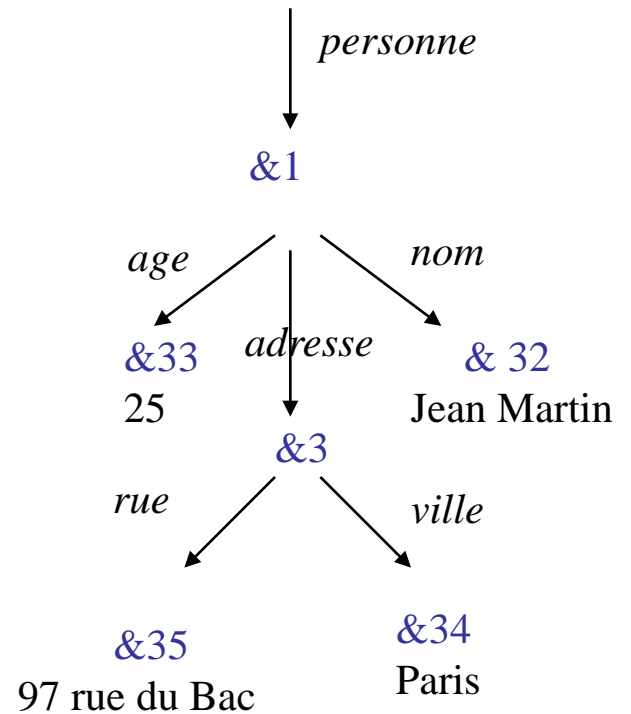 personne
&1
age
nom
adresse
&33
& 32
25
Jean Martin
&3
rue
ville
&35
&34
97 rue du Bac
Paris